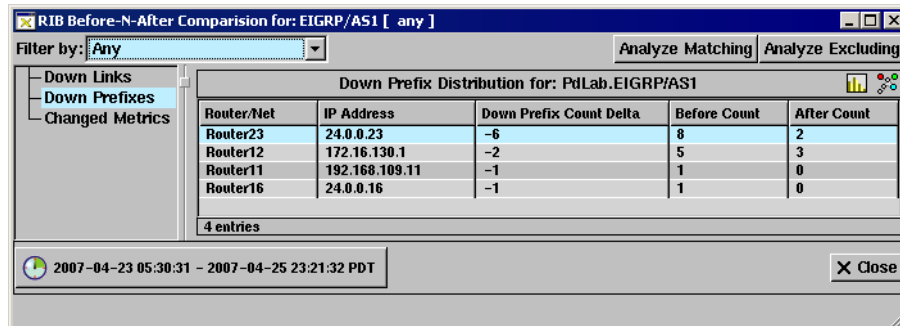 RIB Before-N-After Comparision for: EIGRP/AS1 [ any ]
Filter by: Any Analyze Matching Analyze Excluding
Down Links
Down Prefixes
Changed Metrics
Down Prefix Distribution for: PdLab.EIGRP/AS1
Router/Net IP Address Down Prefix Count Delta Before Count After Count
Router23 24.0.0.23 -6 8 2
Router12 172.16.130.1 -2 5 3
Router11 192.168.109.11 -1 1 0
Router16 24.0.0.16 -1 1 0
4 entries
2007-04-23 05:30:31 - 2007-04-25 23:21:32 PDT
Close